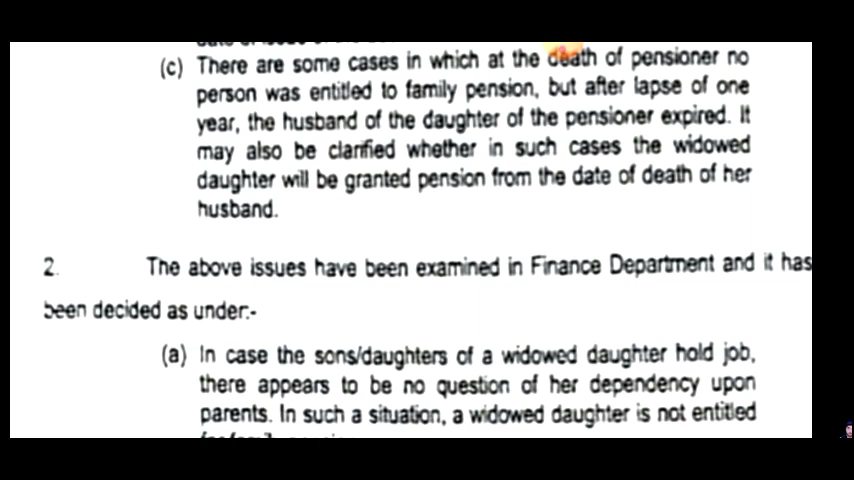 (c) There are some cases in which at the death of pensioner no
person was entitled to family pension, but after lapse of one
year, the husband of the daughter of the pensioner expired. It
may also be clarified whether in such cases the widowed
daughter will be granted pension from the date of death of her
husband.
2. The above issues have been examined in Finance Department and it has
been decided as under:-
(a) In case the sons/daughters of a widowed daughter hold job,
there appears to be no question of her dependency upon
parents. In such a situation, a widowed daughter is not entitled